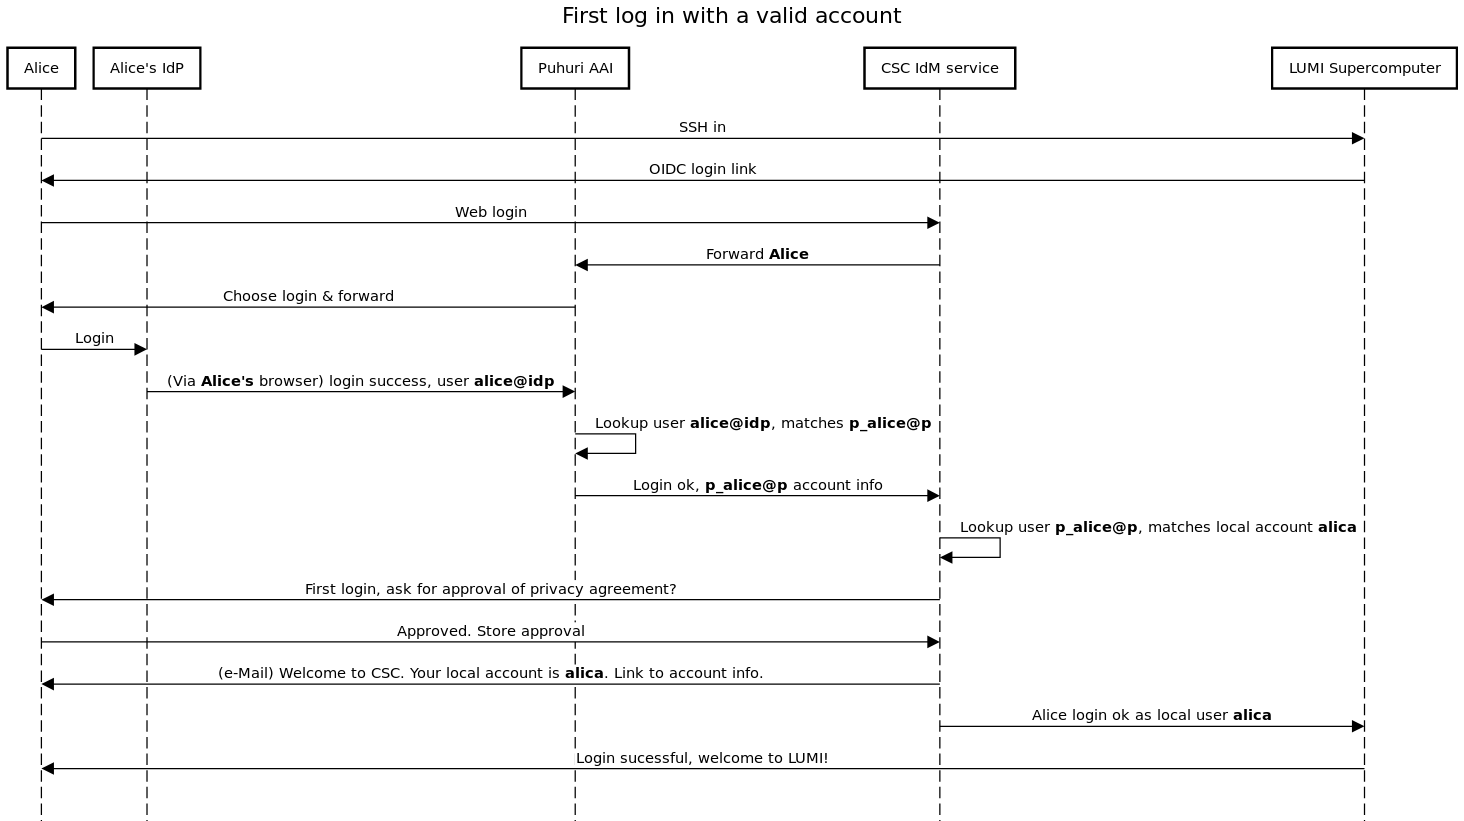 First log in with a valid account
Alice
Alice's IdP
Puhuri AAI
CSC IdM service
LUMI Supercomputer
SSH in
OIDC login link
Web login
Forward Alice
Choose login & forward
Login
(Via Alice's browser) login success, user alice@idp
Lookup user alice@idp, matches p_alice@p
Login ok, p_alice@p account info
Lookup user p_alice@p, matches local account alica
First login, ask for approval of privacy agreement?
Approved. Store approval
(e-Mail) Welcome to CSC. Your local account is alica. Link to account info.
Alice login ok as local user alica
Login sucessful, welcome to LUMI!